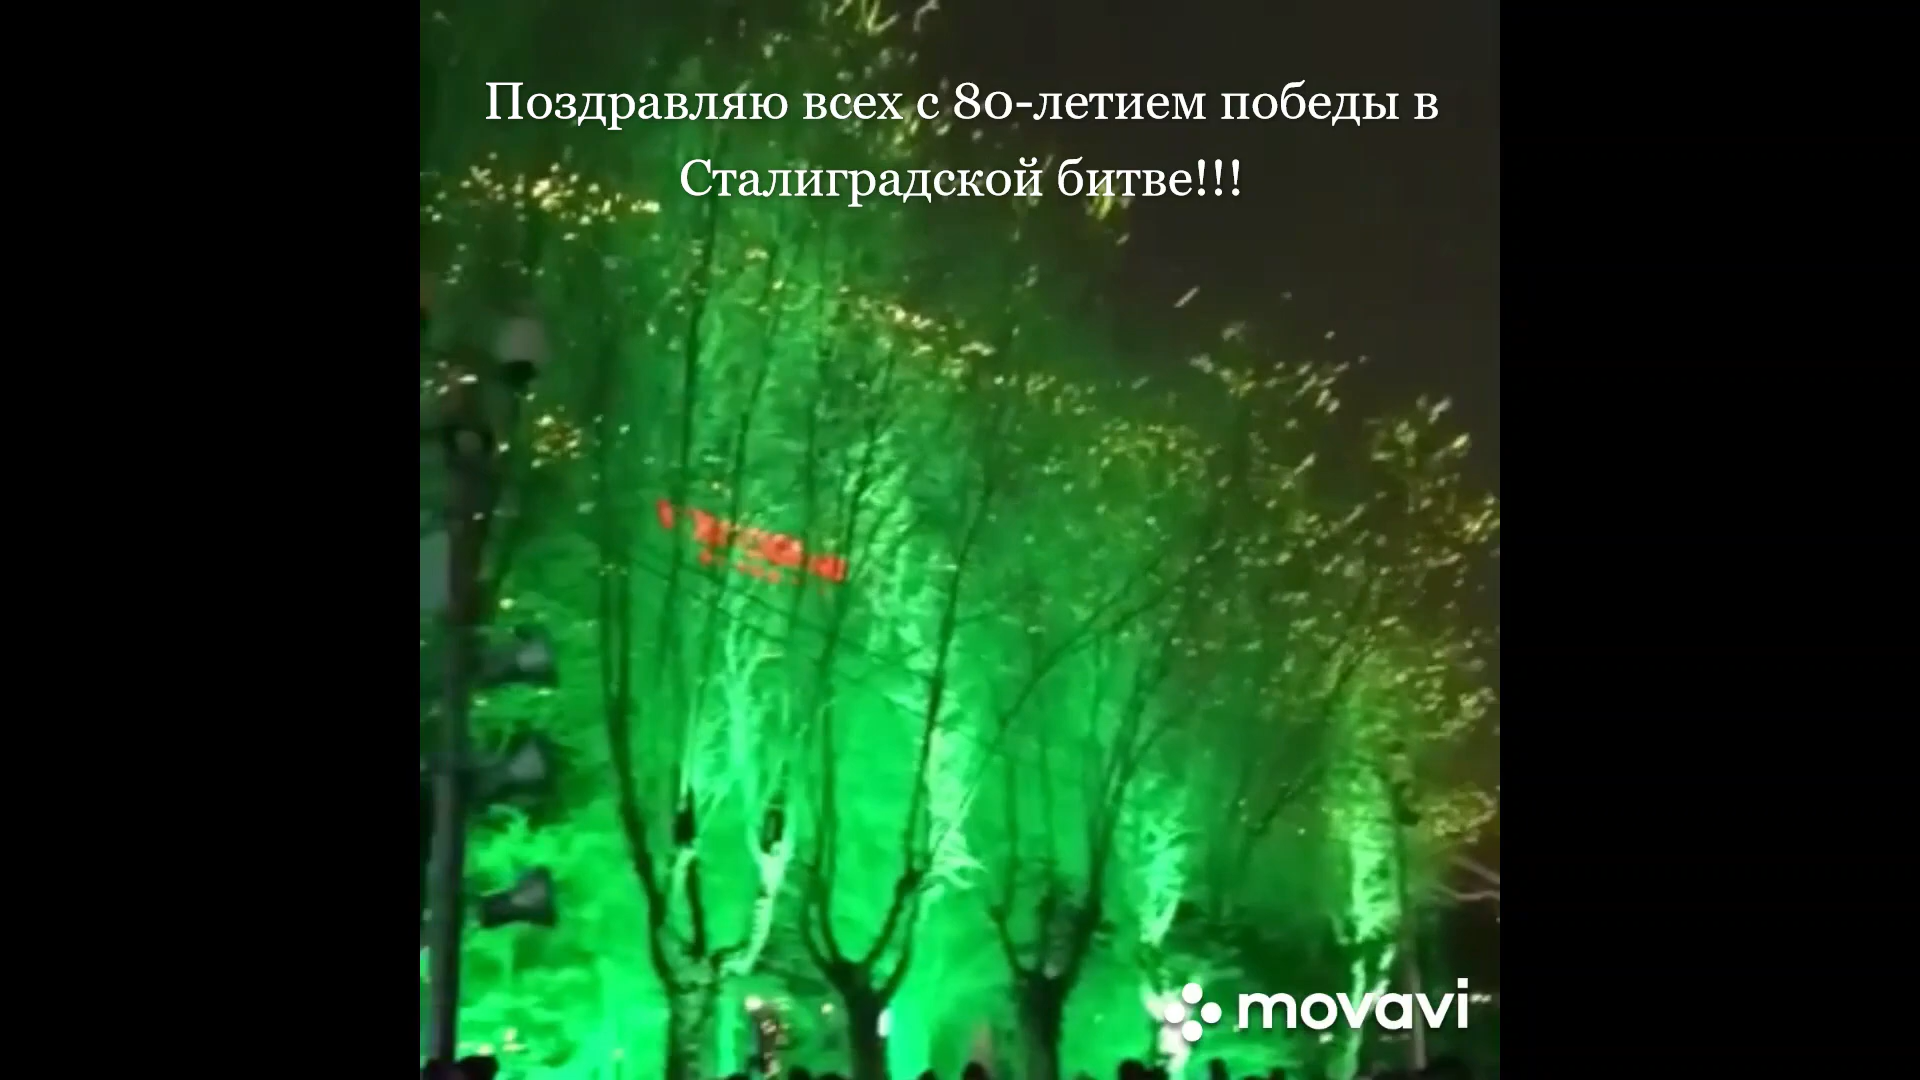 Поздравляю всех с 80-летием победы в
Сталиградской битве!!!
movavi